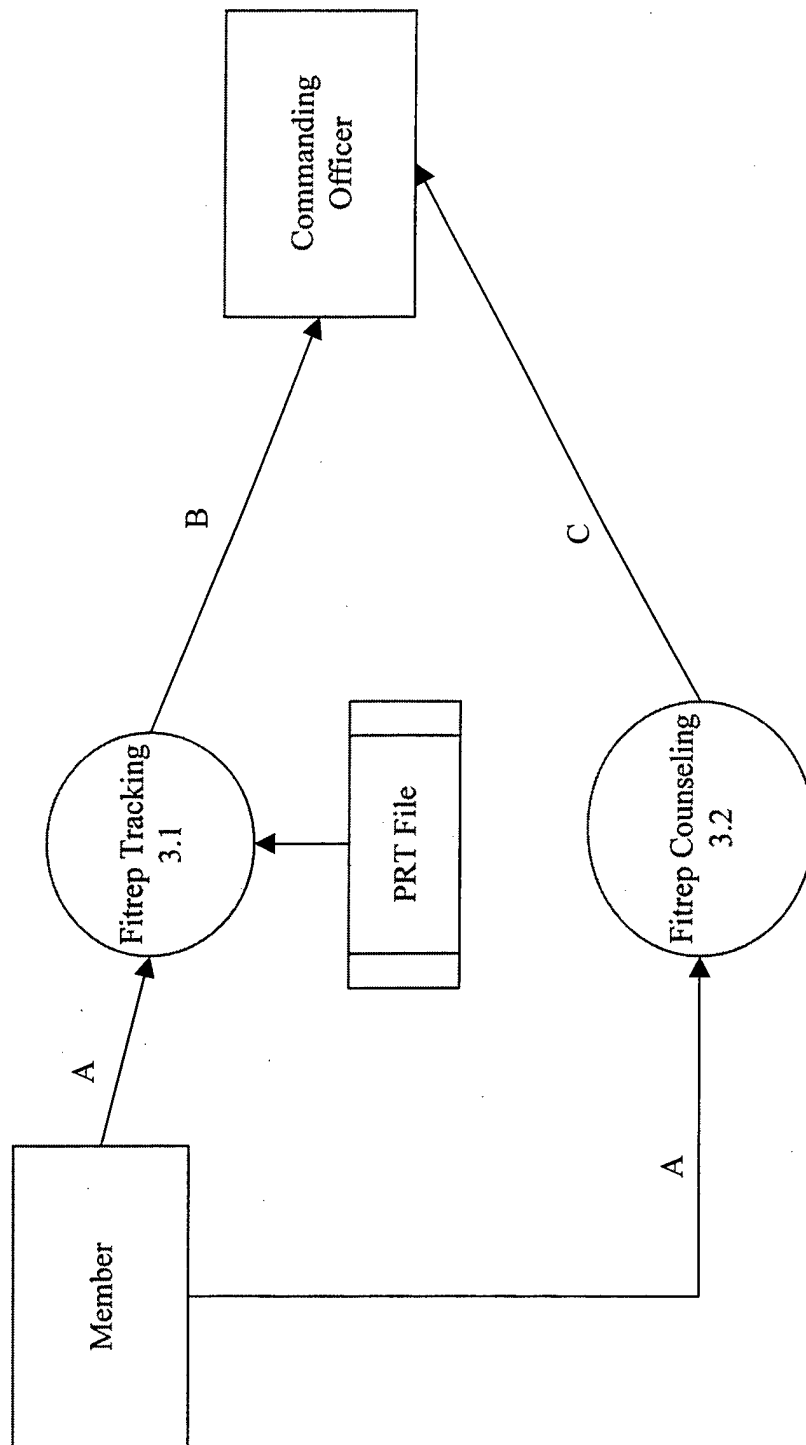 Member
A
A
Fitrep Tracking
3.1
PRT File
Fitrep Counseling
3.2
B
C
Commanding
Officer